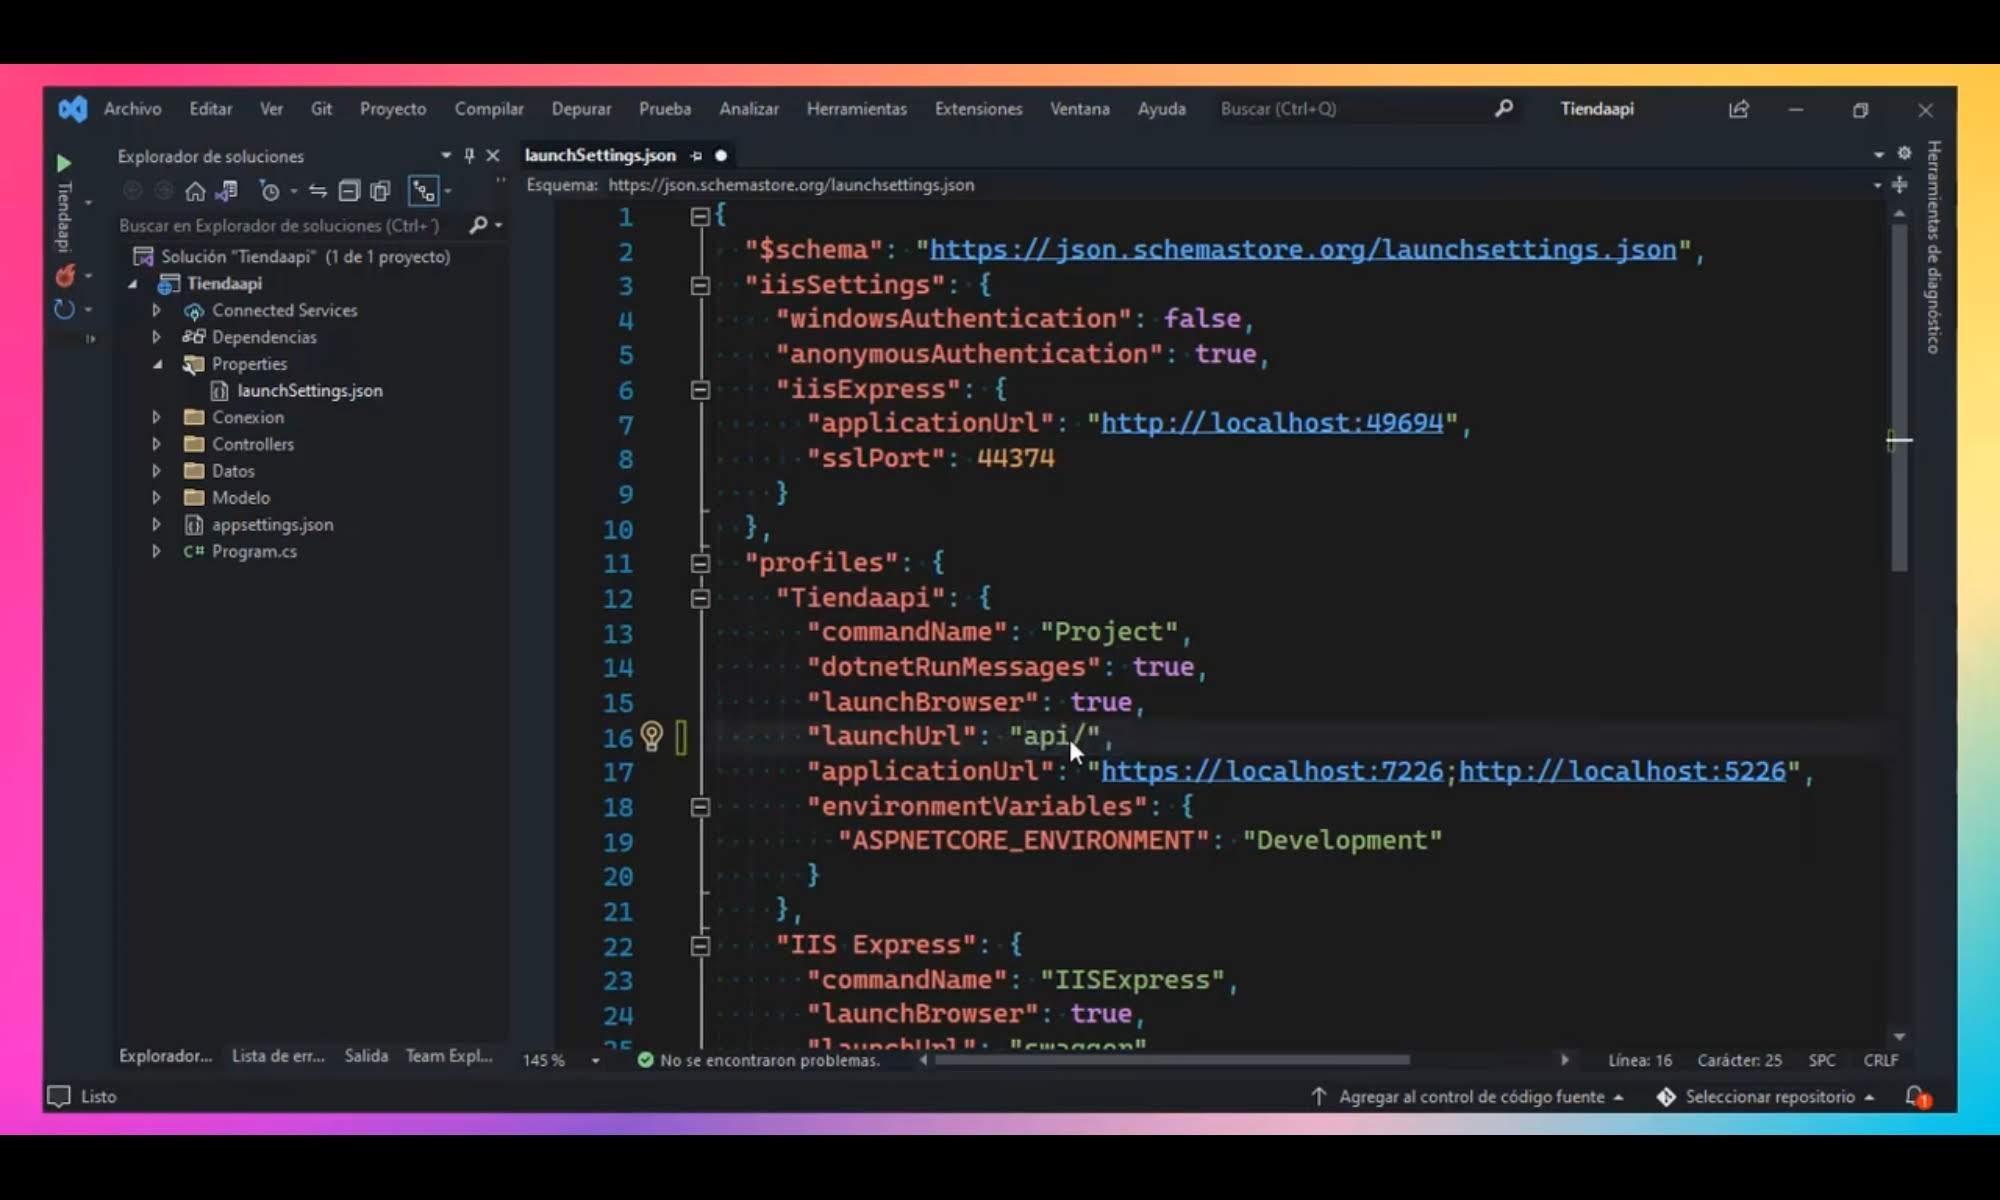 Archivo Editar Ver Git Proyecto Compilar Depurar Prueba Analizar Herramientas Extensiones Ventana Ayuda Buscar (Ctrl+Q) Tiendaapi
Tiendaapi
Explorador de soluciones
Buscar en Explorador de soluciones (Ctrl+´)
Solución "Tiendaapi" (1 de 1 proyecto)
Tiendaapi
Connected Services
Dependencias
Properties
launchSettings.json
Conexion
Controllers
Datos
Modelo
appsettings.json
C# Program.cs
Explorador... Lista de err... Salida Team Expl...
launchSettings.json
Esquema: https://json.schemastore.org/launchsettings.json
1 {
2 "$schema": "https://json.schemastore.org/launchsettings.json",
3 "iisSettings": {
4 "windowsAuthentication": false,
5 "anonymousAuthentication": true,
6 "iisExpress": {
7 "applicationUrl": "http://localhost:49694",
8 "sslPort": 44374
9 }
10 },
11 "profiles": {
12 "Tiendaapi": {
13 "commandName": "Project",
14 "dotnetRunMessages": true,
15 "launchBrowser": true,
16 "launchUrl": "api/",
17 "applicationUrl": "https://localhost:7226;http://localhost:5226",
18 "environmentVariables": {
19 "ASPNETCORE_ENVIRONMENT": "Development"
20 }
21 },
22 "IIS Express": {
23 "commandName": "IISExpress",
24 "launchBrowser": true,
25 "launchUrl": "swagger"
145 % No se encontraron problemas. Línea: 16 Carácter: 25 SPC CRLF
Herramientas de diagnóstico
Listo Agregar al control de código fuente Seleccionar repositorio 1